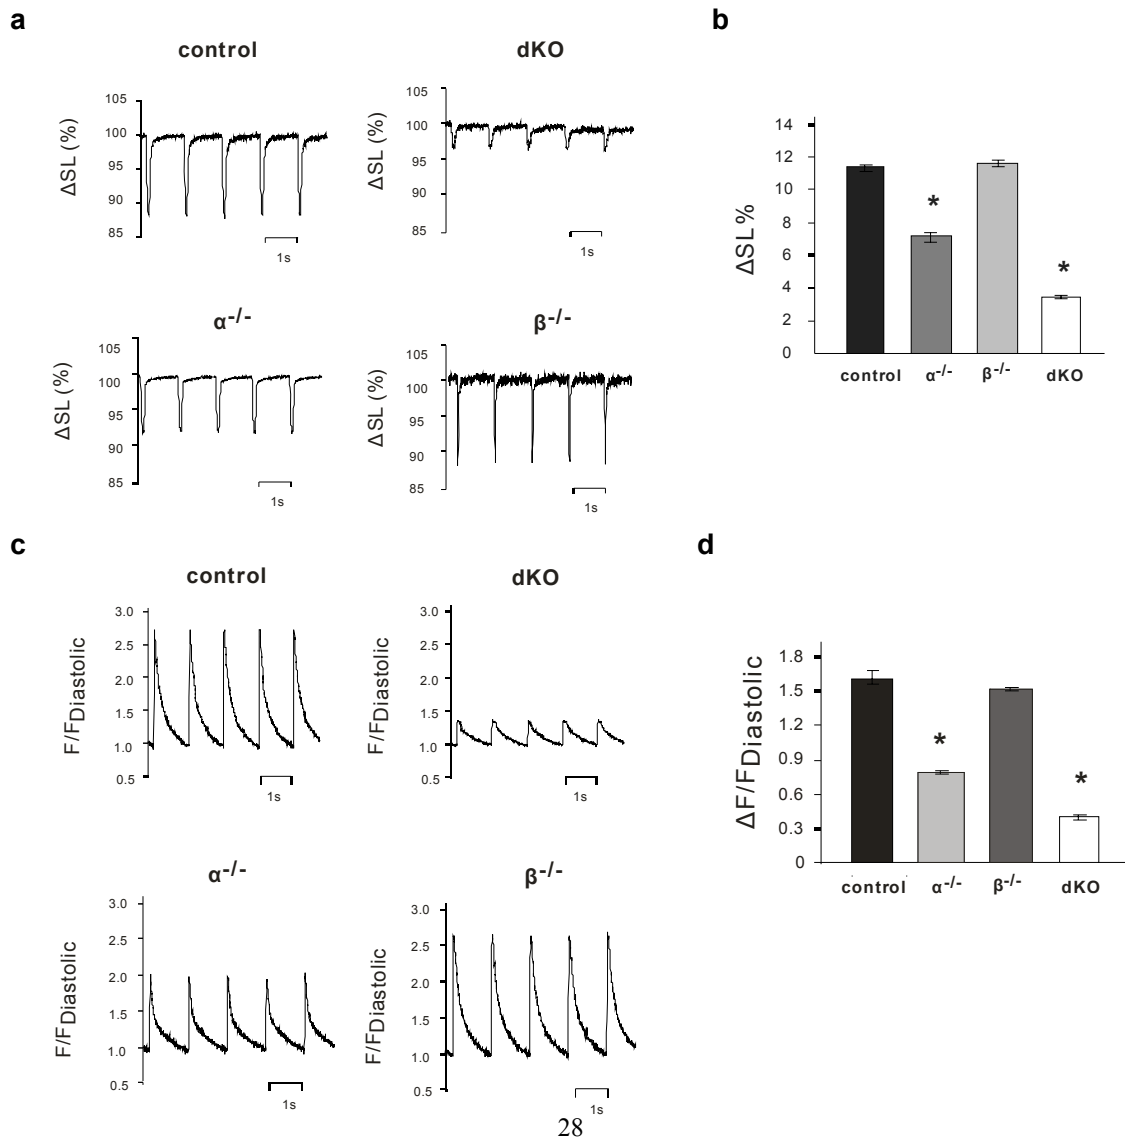 a
control
ΔSL (%)
105
100
95
90
85
1s
dKO
ΔSL (%)
105
100
95
90
85
1s
α-/-
ΔSL (%)
105
100
95
90
85
1s
β-/-
ΔSL (%)
105
100
95
90
85
1s
b
ΔSL %
14
12
10
8
6
4
2
0
*
*
control α-/- β-/- dKO
c
control
F/FDiastolic
3.0
2.5
2.0
1.5
1.0
0.5
1s
dKO
F/FDiastolic
3.0
2.5
2.0
1.5
1.0
0.5
1s
α-/-
F/FDiastolic
3.0
2.5
2.0
1.5
1.0
0.5
1s
β-/-
F/FDiastolic
3.0
2.5
2.0
1.5
1.0
0.5
1s
d
ΔF/FDiastolic
1.8
1.5
1.2
0.9
0.6
0.3
0
*
*
control α-/- β-/- dKO
28